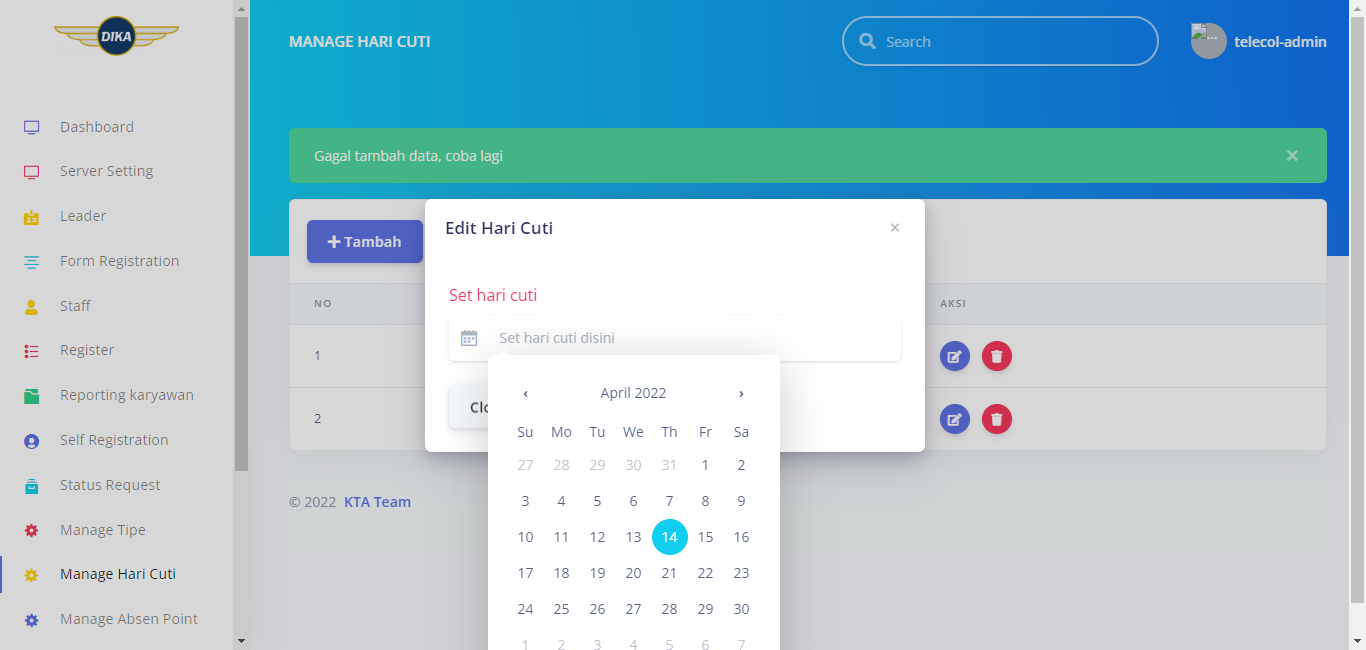 DIKA
MANAGE HARI CUTI
Search
telecol-admin
Dashboard
Server Setting
Leader
Form Registration
Staff
Register
Reporting karyawan
Self Registration
Status Request
Manage Tipe
Manage Hari Cuti
Manage Absen Point
Gagal tambah data, coba lagi
×
Tambah
NO
AKSI
1
2
Edit Hari Cuti
×
Set hari cuti
Set hari cuti disini
‹ April 2022 ›
Su Mo Tu We Th Fr Sa
27 28 29 30 31 1 2
3 4 5 6 7 8 9
10 11 12 13 14 15 16
17 18 19 20 21 22 23
24 25 26 27 28 29 30
1 2 3 4 5 6 7
© 2022 KTA Team